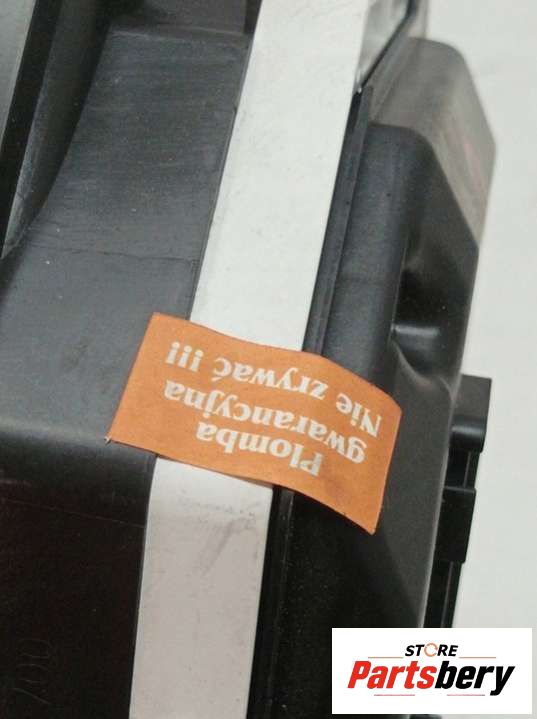 Plomba
gwarancyjna
Nie zrywać !!!
STORE
Partsbery